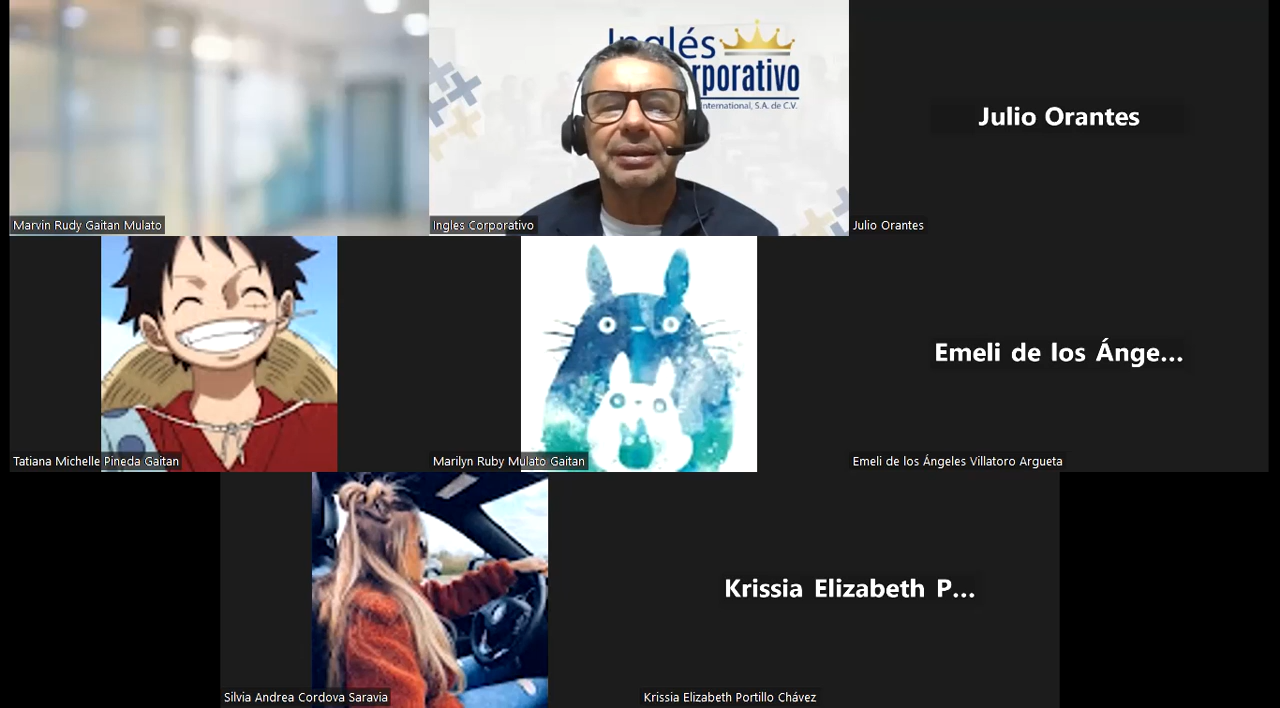 Inglés
rporativo
International, S.A. de C.V.
Julio Orantes
Marvin Rudy Gaitan Mulato
Ingles Corporativo
Julio Orantes
Emeli de los Ánge...
Tatiana Michelle Pineda Gaitan
Marilyn Ruby Mulato Gaitan
Emeli de los Ángeles Villatoro Argueta
Krissia Elizabeth P...
Silvia Andrea Cordova Saravia
Krissia Elizabeth Portillo Chávez